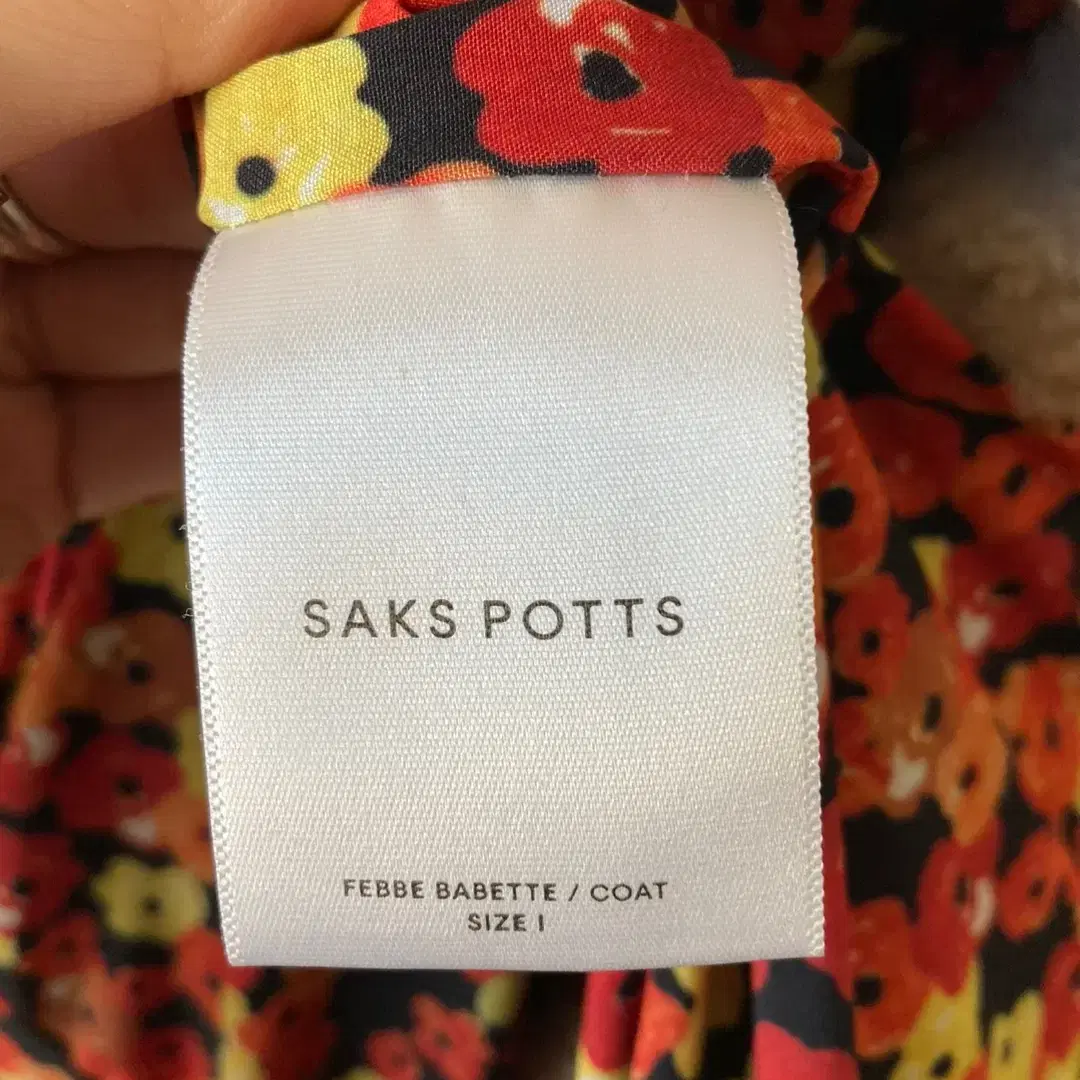 SAKS POTTS
FEBBE BABETTE / COAT
SIZE 1